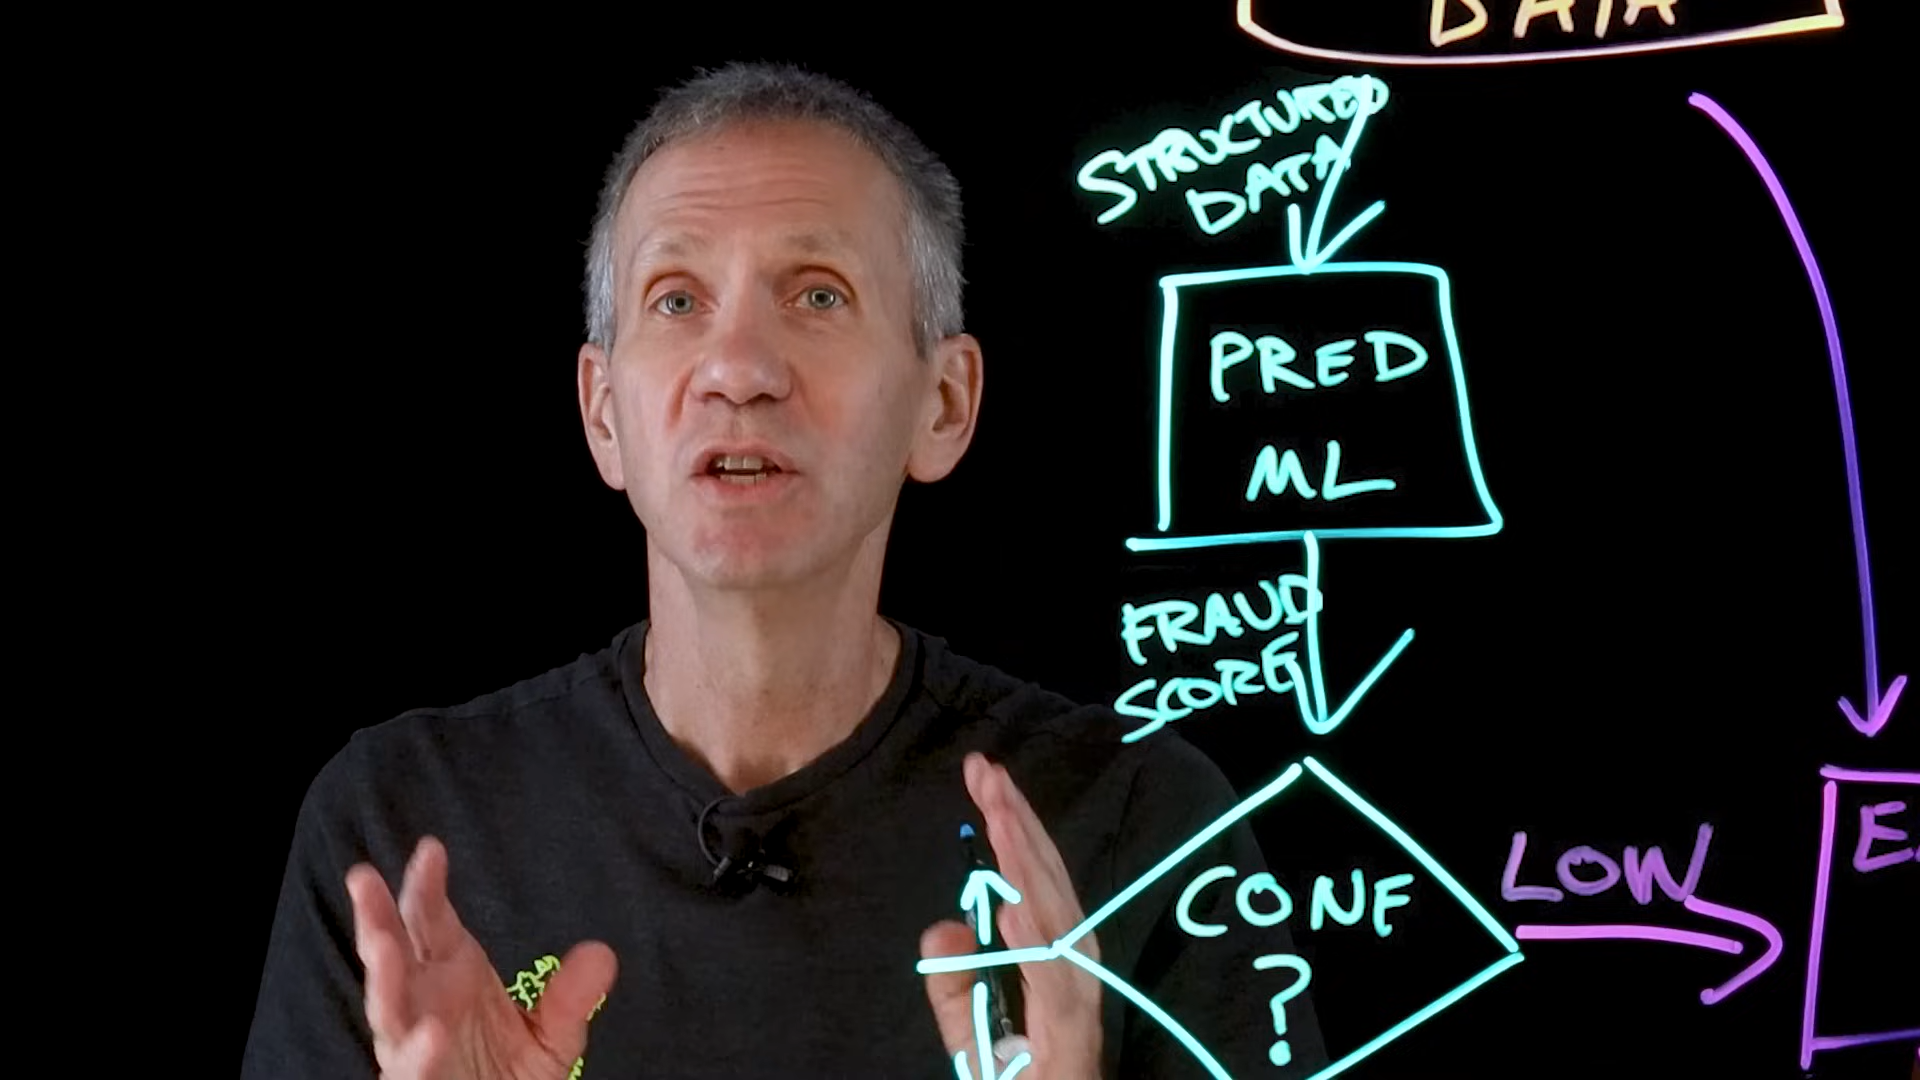 DATA
STRUCTURED
DATA
PRED
ML
FRAUD
SCORE
CONF
?
LOW